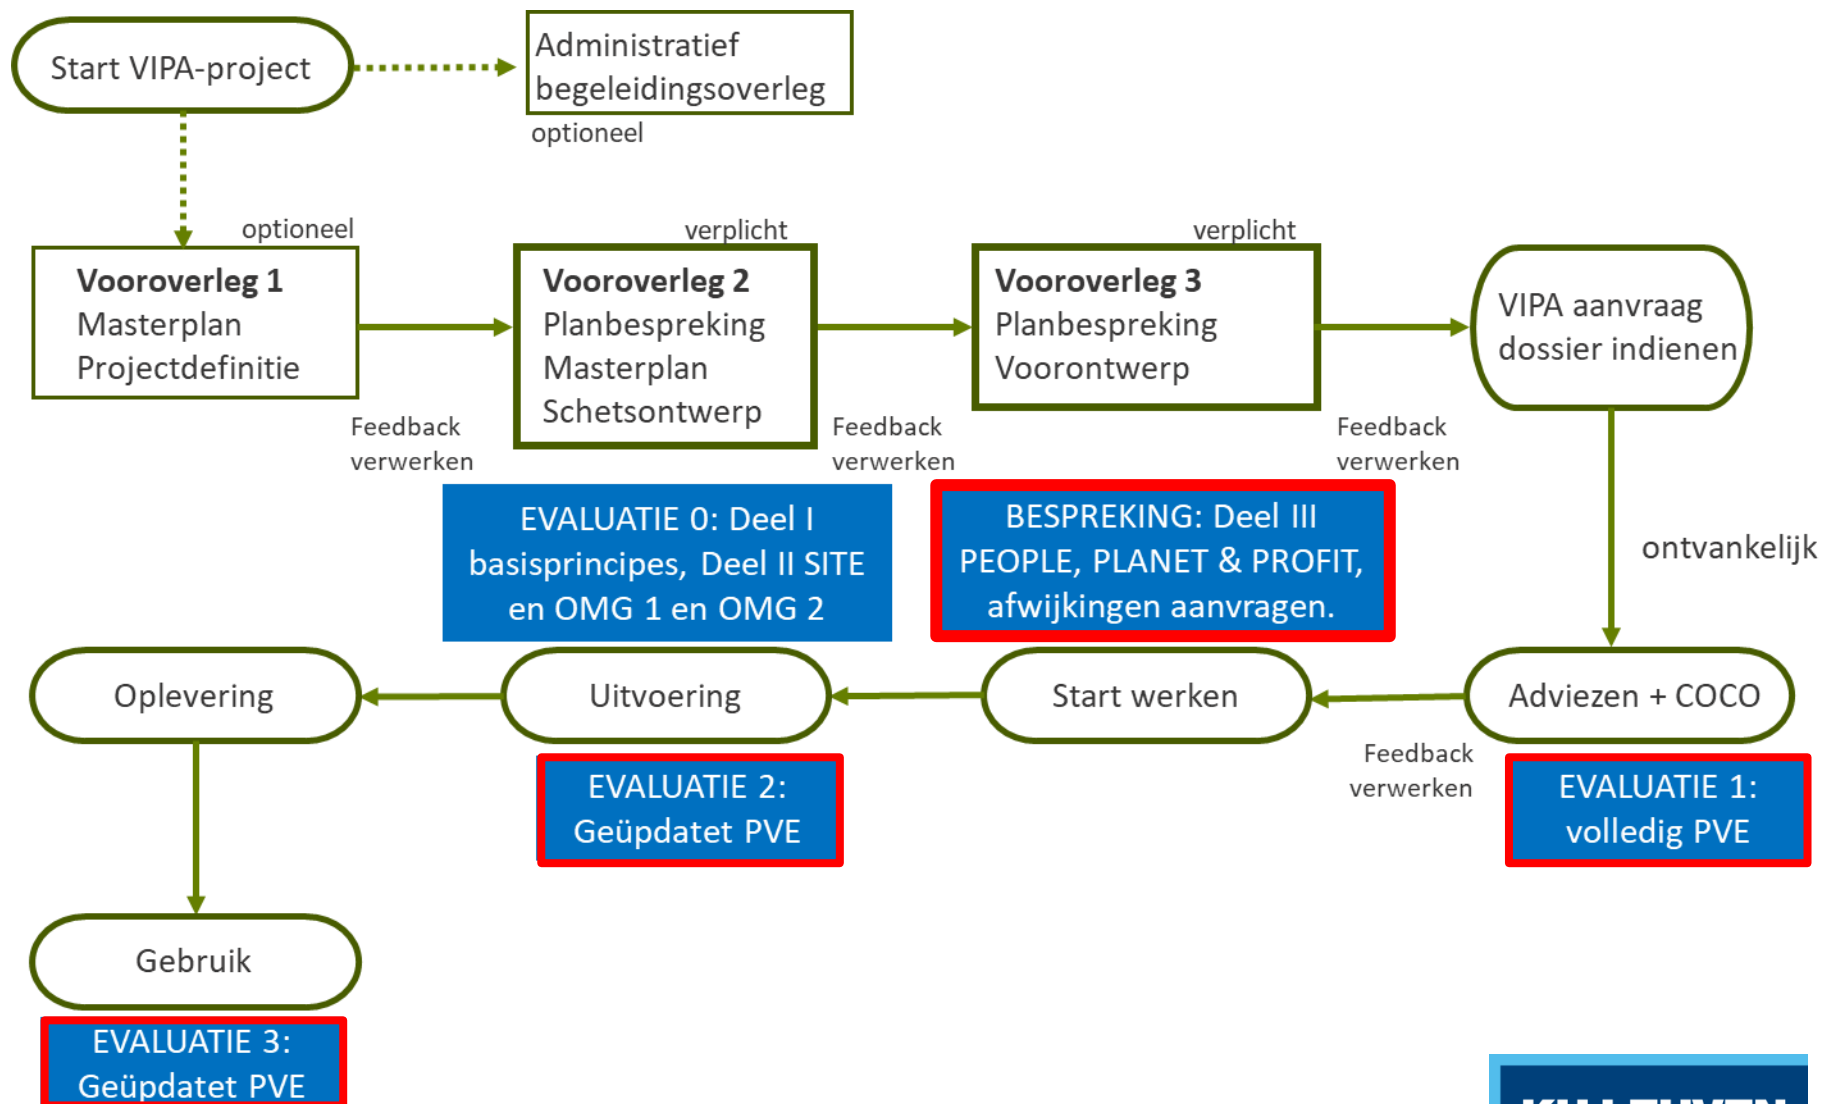 Start VIPA-project
Administratief
begeleidingsoverleg
optioneel
optioneel
Vooroverleg 1
Masterplan
Projectdefinitie
Feedback
verwerken
verplicht
Vooroverleg 2
Planbespreking
Masterplan
Schetsontwerp
Feedback
verwerken
verplicht
Vooroverleg 3
Planbespreking
Voorontwerp
Feedback
verwerken
VIPA aanvraag
dossier indienen
EVALUATIE 0: Deel I
basisprincipes, Deel II SITE
en OMG 1 en OMG 2
BESPREKING: Deel III
PEOPLE, PLANET & PROFIT,
afwijkingen aanvragen.
ontvankelijk
Adviezen + COCO
EVALUATIE 1:
volledig PVE
Feedback
verwerken
Start werken
Uitvoering
EVALUATIE 2:
Geüpdatet PVE
Oplevering
Gebruik
EVALUATIE 3:
Geüpdatet PVE
KU LEUVEN